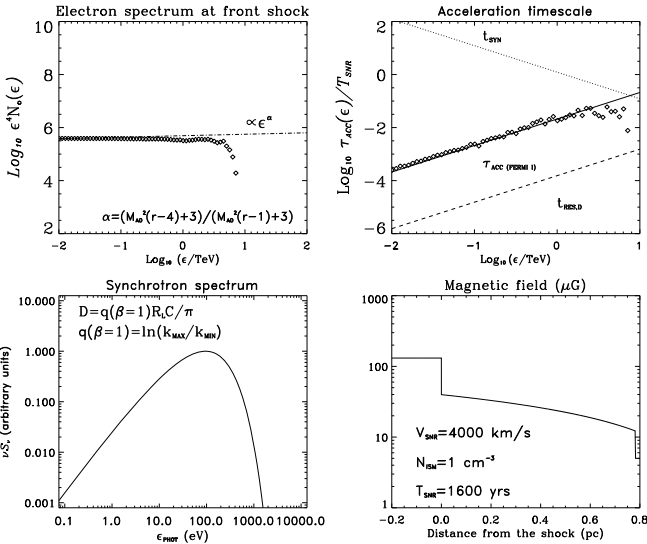 Electron spectrum at front shock
Log₁₀ ϵ⁴Nₑ(ϵ)
10
8
6
4
2
∝ϵ^α
α=(M_A0²(r−4)+3)/(M_A0²(r−1)+3)
-2 -1 0 1 2
Log₁₀ (ϵ/TeV)
Acceleration timescale
Log₁₀ τ_ACC(ϵ)/T_SNR
2
0
-2
-4
-6
t_SYN
τ_ACC (FERMI I)
t_RES,D
-2 -1 0 1
Log₁₀ (ϵ/TeV)
Synchrotron spectrum
νSᵥ (arbitrary units)
10.000
1.000
0.100
0.010
0.001
D=q(β=1)R_LC/π
q(β=1)=ln(k_MAX/k_MIN)
0.1 1.0 10.0 100.0 1000.0 10000.0
ϵ_PHOT (eV)
Magnetic field (μG)
1000
100
10
1
V_SNR=4000 km/s
N_ISM=1 cm⁻³
T_SNR=1600 yrs
-0.2 0.0 0.2 0.4 0.6 0.8
Distance from the shock (pc)